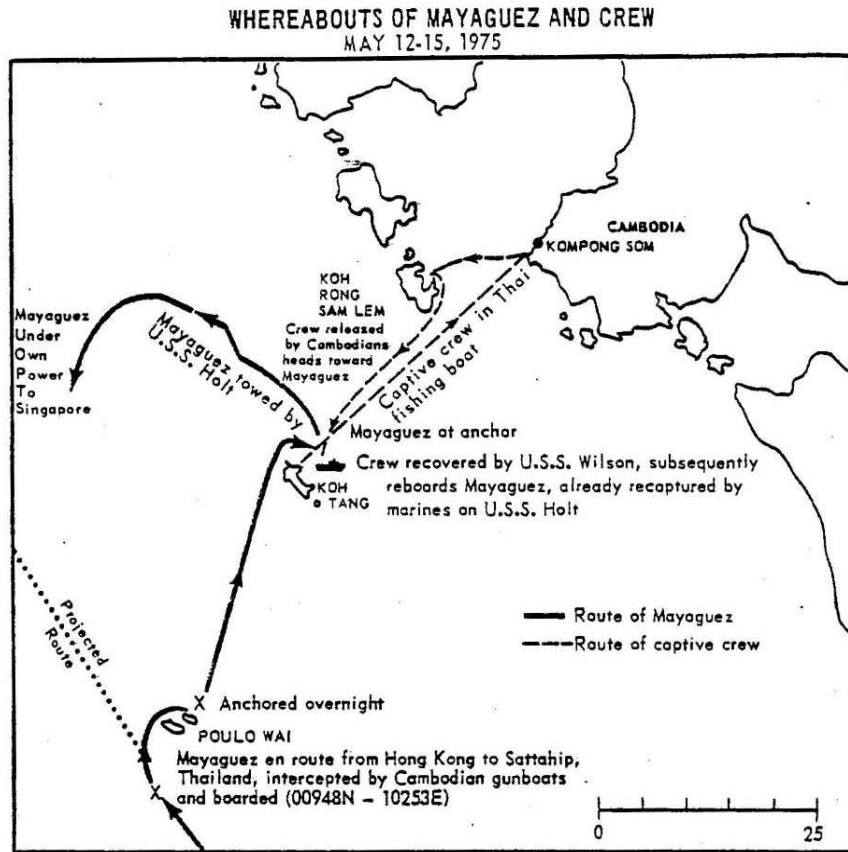 WHEREABOUTS OF MAYAGUEZ AND CREW
MAY 12-15, 1975
CAMBODIA
KOMPONG SOM
KOH
RONG
SAM LEM
Crew released
by Cambodians
heads toward
Mayaguez
Captive crew in Thai
fishing boat
Mayaguez
Under
Own
Power
To
Singapore
Mayaguez towed by
U.S.S. Holt
Mayaguez at anchor
Crew recovered by U.S.S. Wilson, subsequently
reboards Mayaguez, already recaptured by
marines on U.S.S. Holt
KOH
TANG
Projected
Route
Route of Mayaguez
Route of captive crew
X Anchored overnight
POULO WAI
Mayaguez en route from Hong Kong to Sattahip,
Thailand, intercepted by Cambodian gunboats
X and boarded (00948N - 10253E)
0 25